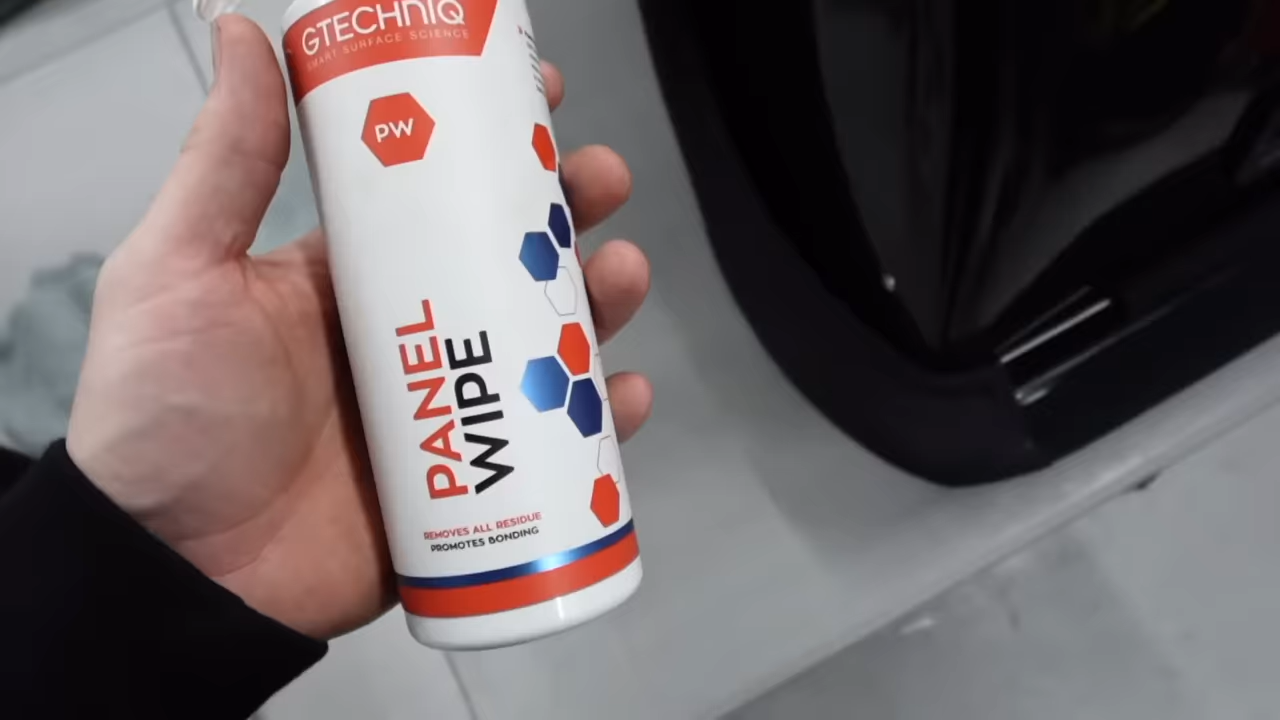 GTECHNIQ
SMART SURFACE SCIENCE
PW
PANEL
WIPE
REMOVES ALL RESIDUE
PROMOTES BONDING